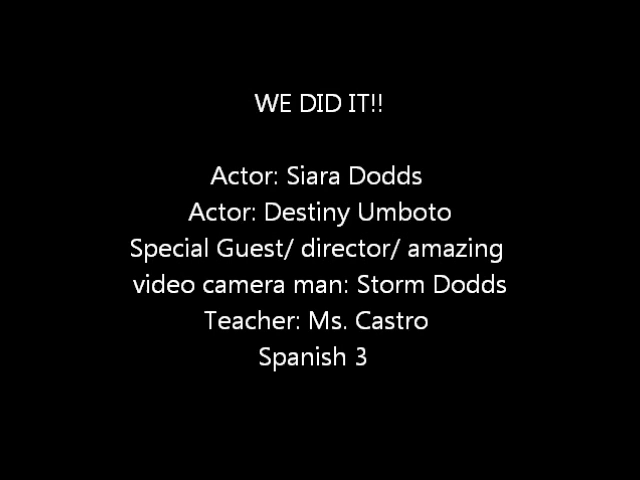 WE DID IT!!
Actor: Siara Dodds
Actor: Destiny Umboto
Special Guest/ director/ amazing
video camera man: Storm Dodds
Teacher: Ms. Castro
Spanish 3